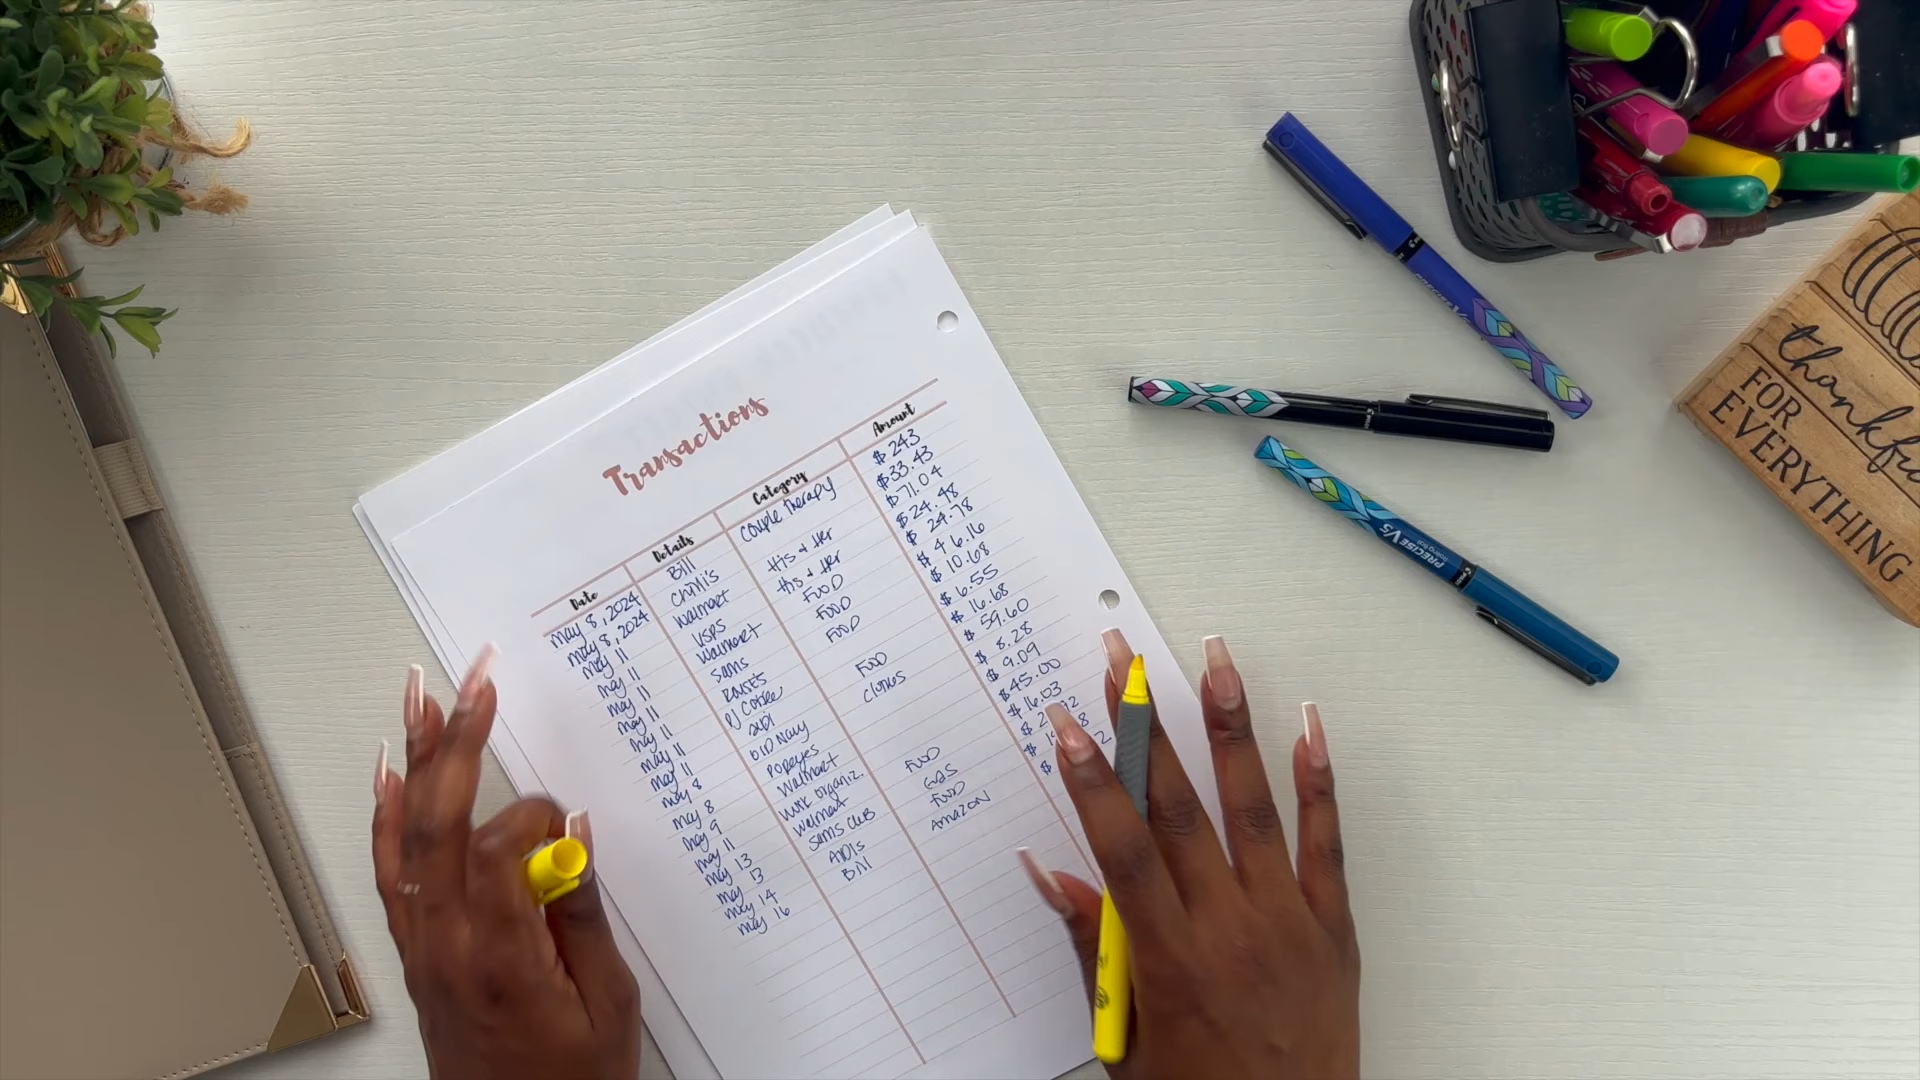 Transactions
Date Details Category Amount
May 8, 2024 Bill Couple therapy $243
May 8, 2024 Chili's $33.43
May 11 Walmart His & Her $71.04
May 11 USPS His & Her $24.48
May 11 Walmart FOOD $24.78
May 11 Sams FOOD $46.16
May 11 Rouse's FOOD $10.68
May 11 PJ Coffee $6.55
May 11 aldi FOOD $16.68
May 8 Old Navy Clothes $59.60
May 8 Popeyes $8.28
May 9 Walmart $9.09
May 11 organiz. $45.00
May 13 Walmart FOOD $16.03
May 13 Sams Club Gas
May 14 AlDIs FOOD
May 16 Bill Amazon
PRECISE V5
thankful
FOR
EVERYTHING